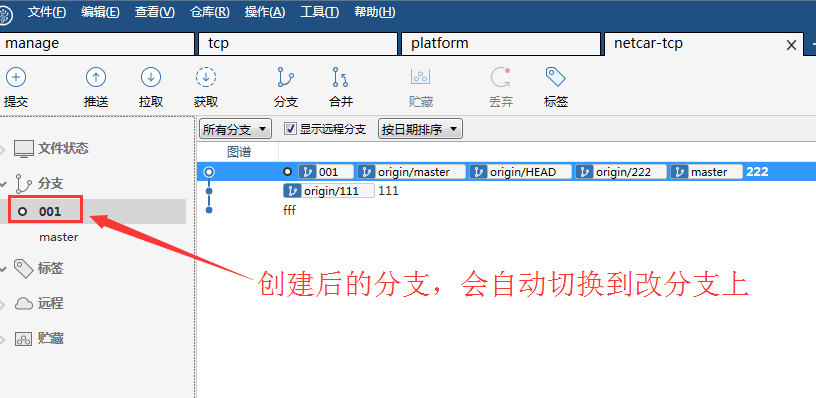 文件(F) 编辑(E) 查看(V) 仓库(R) 操作(A) 工具(T) 帮助(H)
manage tcp platform netcar-tcp
提交 推送 拉取 获取 分支 合并 贮藏 丢弃 标签
所有分支 显示远程分支 按日期排序
文件状态
图谱
001 origin/master origin/HEAD origin/222 master 222
分支
origin/111 111
001
fff
master
标签
创建后的分支，会自动切换到改分支上
远程
贮藏